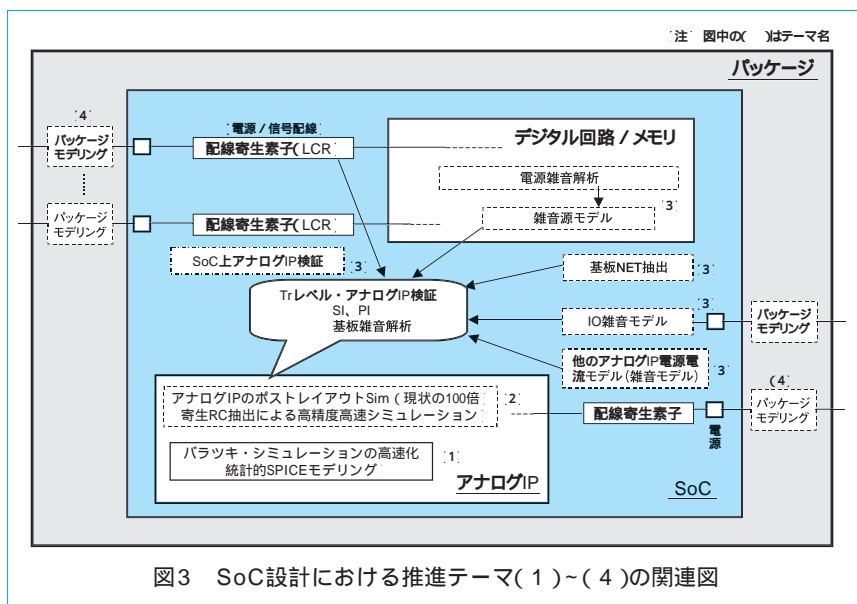 注 図中の( )はテーマ名
パッケージ
(4)
パッケージ
モデリング
電源/信号配線
配線寄生素子(LCR
デジタル回路/メモリ
電源雑音解析
雑音源モデル
(3)
パッケージ
モデリング
配線寄生素子(LCR
SoC上アナログIP検証
(3)
基板NET抽出
(3)
Trレベル・アナログIP検証
SI、PI
基板雑音解析
(3)
IO雑音モデル
パッケージ
モデリング
他のアナログIP電源電
流モデル(雑音モデル)
(3)
アナログIPのポストレイアウトSim(現状の100倍
寄生RC抽出による高精度高速シミュレーション
(2)
配線寄生素子
電源
(4)
パッケージ
モデリング
バラツキ・シミュレーションの高速化
統計的SPICEモデリング
(1)
アナログIP
SoC
図3 SoC設計における推進テーマ(1)~(4)の関連図